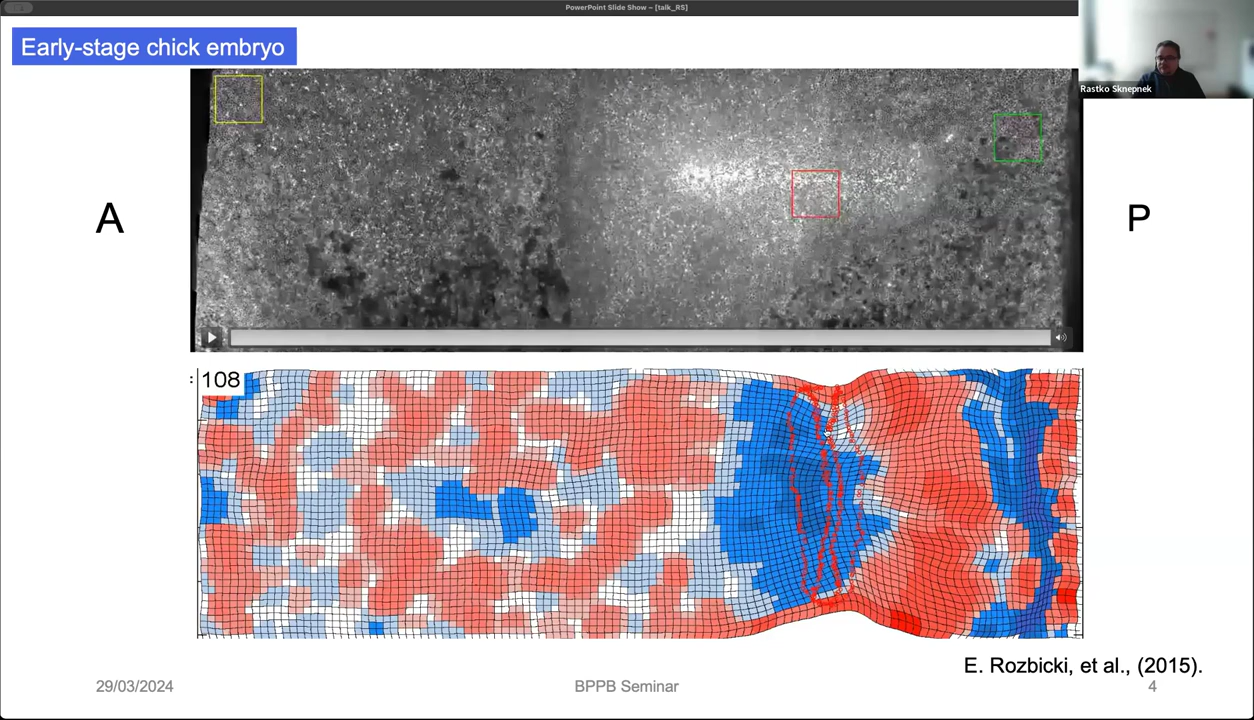 PowerPoint Slide Show ~ [talk_RS]
Early-stage chick embryo
Rastko Sknepnek
A
P
: 108
E. Rozbicki, et al., (2015).
29/03/2024
BPPB Seminar
4